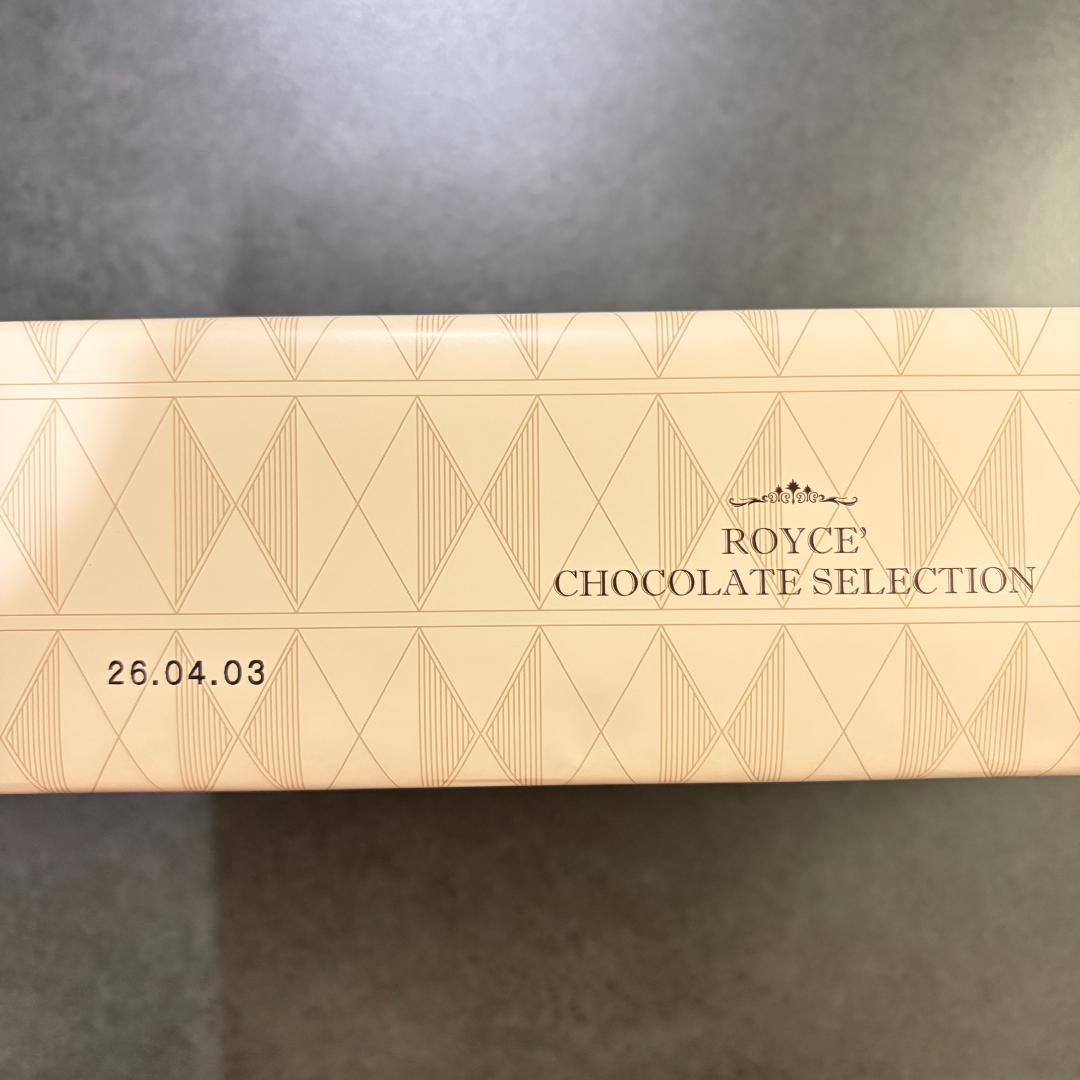 ROYCE’
CHOCOLATE SELECTION
26.04.03